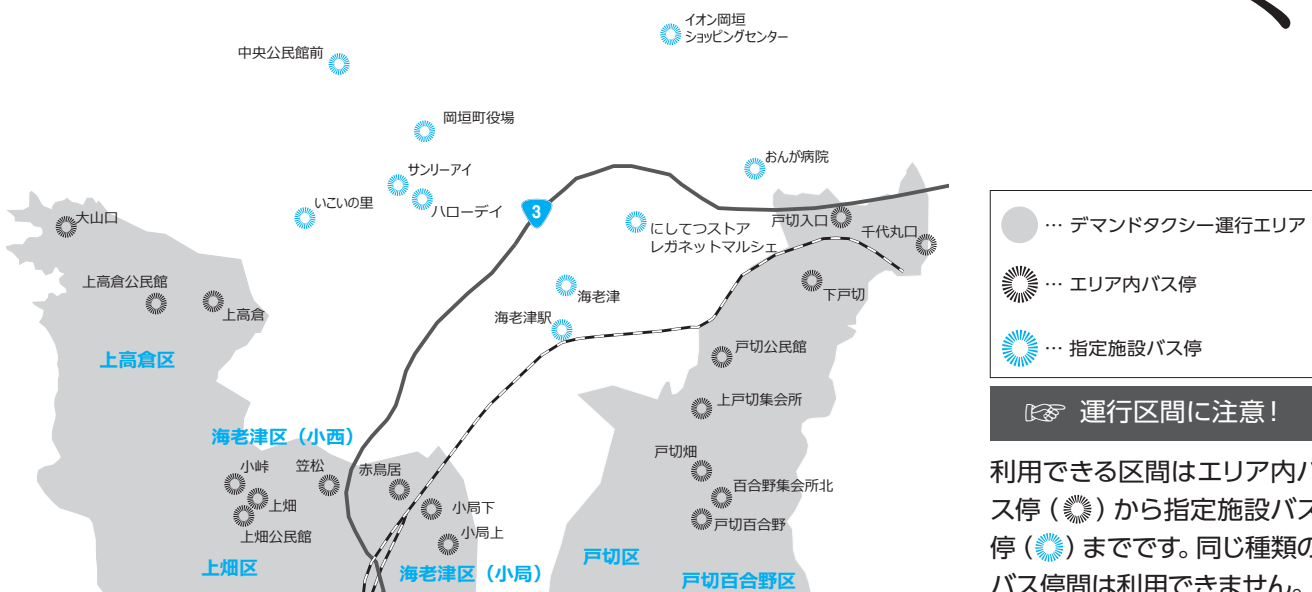 イオン岡垣
ショッピングセンター
中央公民館前
岡垣町役場
サンリーアイ
おんが病院
いこいの里
ハローデイ
3
にしてつストア
レガネットマルシェ
戸切入口
千代丸口
大山口
上高倉公民館
上高倉
海老津
下戸切
海老津駅
戸切公民館
上高倉区
上戸切集会所
海老津区（小西）
戸切畑
小峠
笠松
赤鳥居
百合野集会所北
上畑
小局下
戸切百合野
上畑公民館
小局上
上畑区
海老津区（小局）
戸切区
戸切百合野区
… デマンドタクシー運行エリア
… エリア内バス停
… 指定施設バス停
☞ 運行区間に注意！
利用できる区間はエリア内バ
ス停（）から指定施設バス
停（）までです。同じ種類の
バス停間は利用できません。